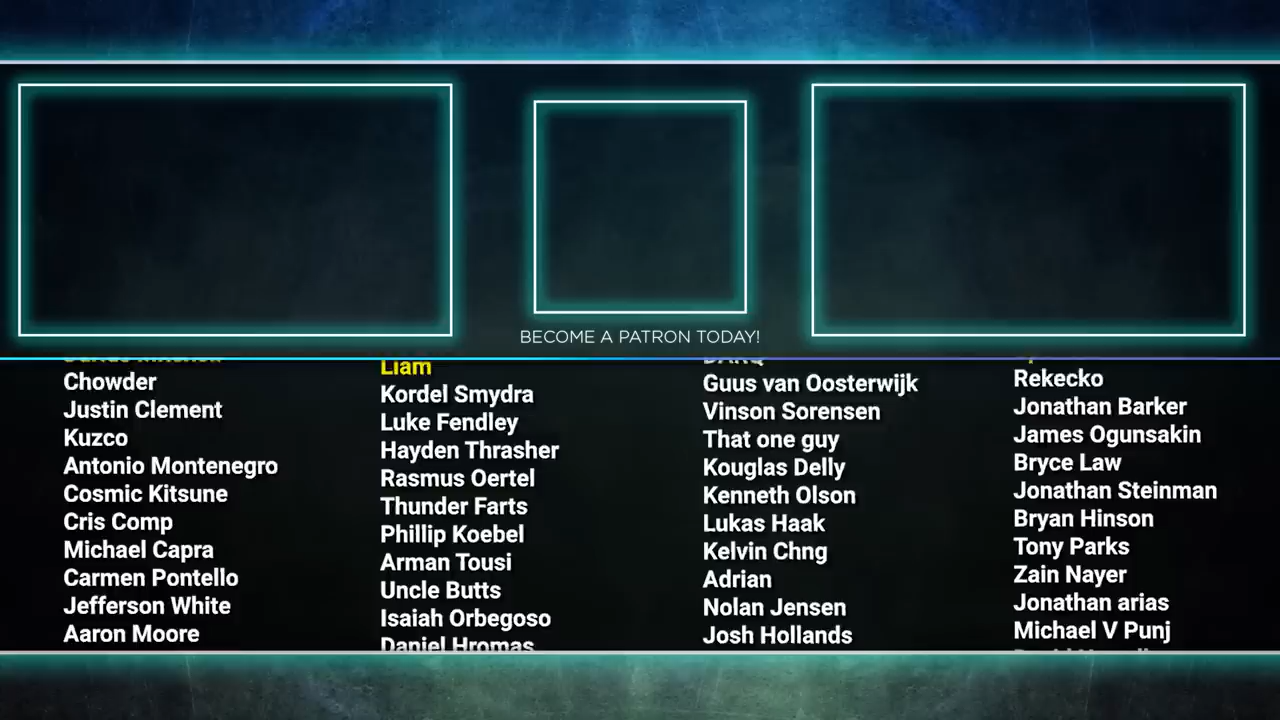 BECOME A PATRON TODAY!
Chowder
Justin Clement
Kuzco
Antonio Montenegro
Cosmic Kitsune
Cris Comp
Michael Capra
Carmen Pontello
Jefferson White
Aaron Moore
Liam
Kordel Smydra
Luke Fendley
Hayden Thrasher
Rasmus Oertel
Thunder Farts
Phillip Koebel
Arman Tousi
Uncle Butts
Isaiah Orbegoso
Daniel Hromas
Guus van Oosterwijk
Vinson Sorensen
That one guy
Kouglas Delly
Kenneth Olson
Lukas Haak
Kelvin Chng
Adrian
Nolan Jensen
Josh Hollands
Rekecko
Jonathan Barker
James Ogunsakin
Bryce Law
Jonathan Steinman
Bryan Hinson
Tony Parks
Zain Nayer
Jonathan arias
Michael V Punj